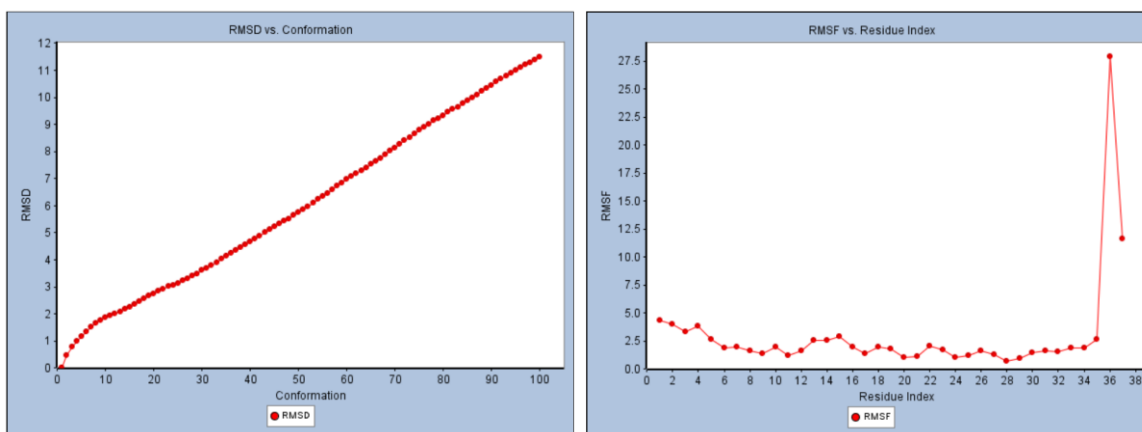 RMSD vs. Conformation
12
11
10
9
8
7
6
5
4
3
2
1
0
RMSD
0 10 20 30 40 50 60 70 80 90 100
Conformation
RMSD
RMSF vs. Residue Index
27.5
25.0
22.5
20.0
17.5
15.0
12.5
10.0
7.5
5.0
2.5
0.0
RMSF
0 2 4 6 8 10 12 14 16 18 20 22 24 26 28 30 32 34 36 38
Residue Index
RMSF